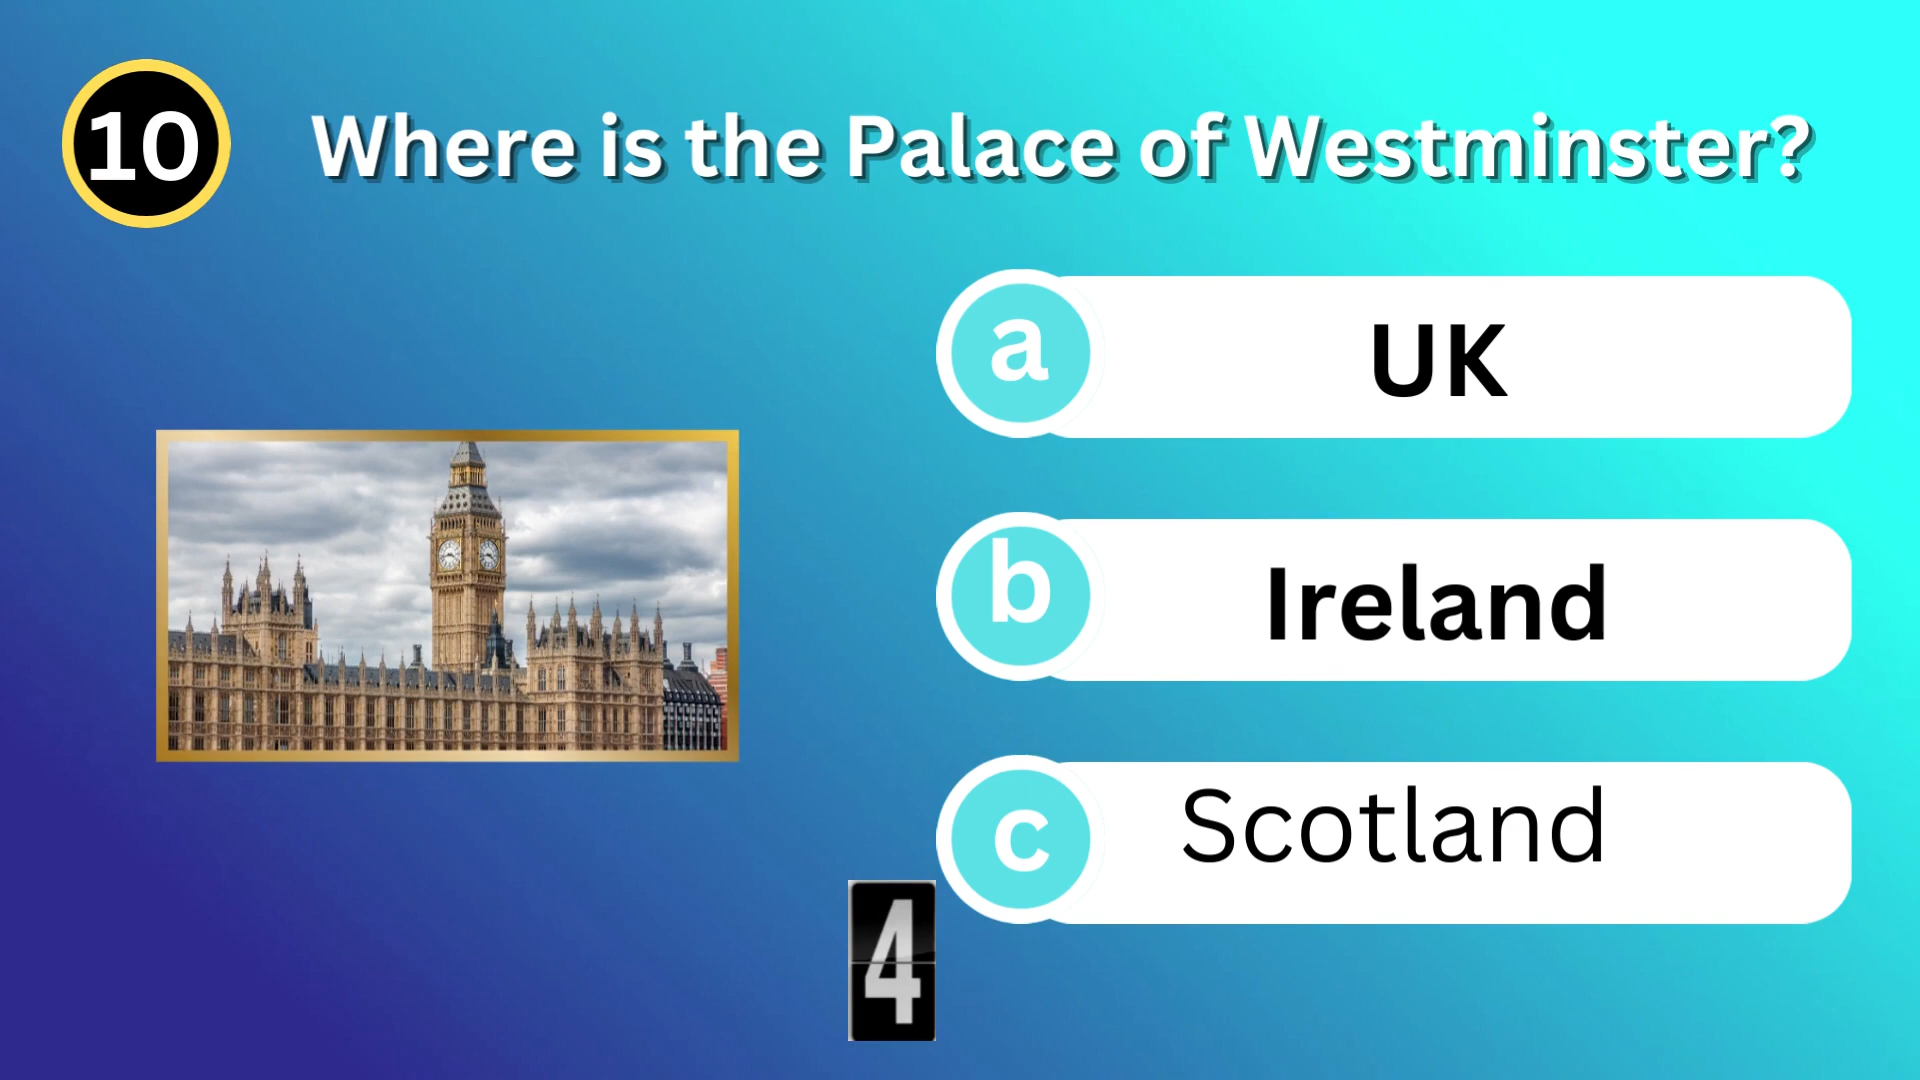 10
Where is the Palace of Westminster?
a
UK
b
Ireland
c
Scotland
4